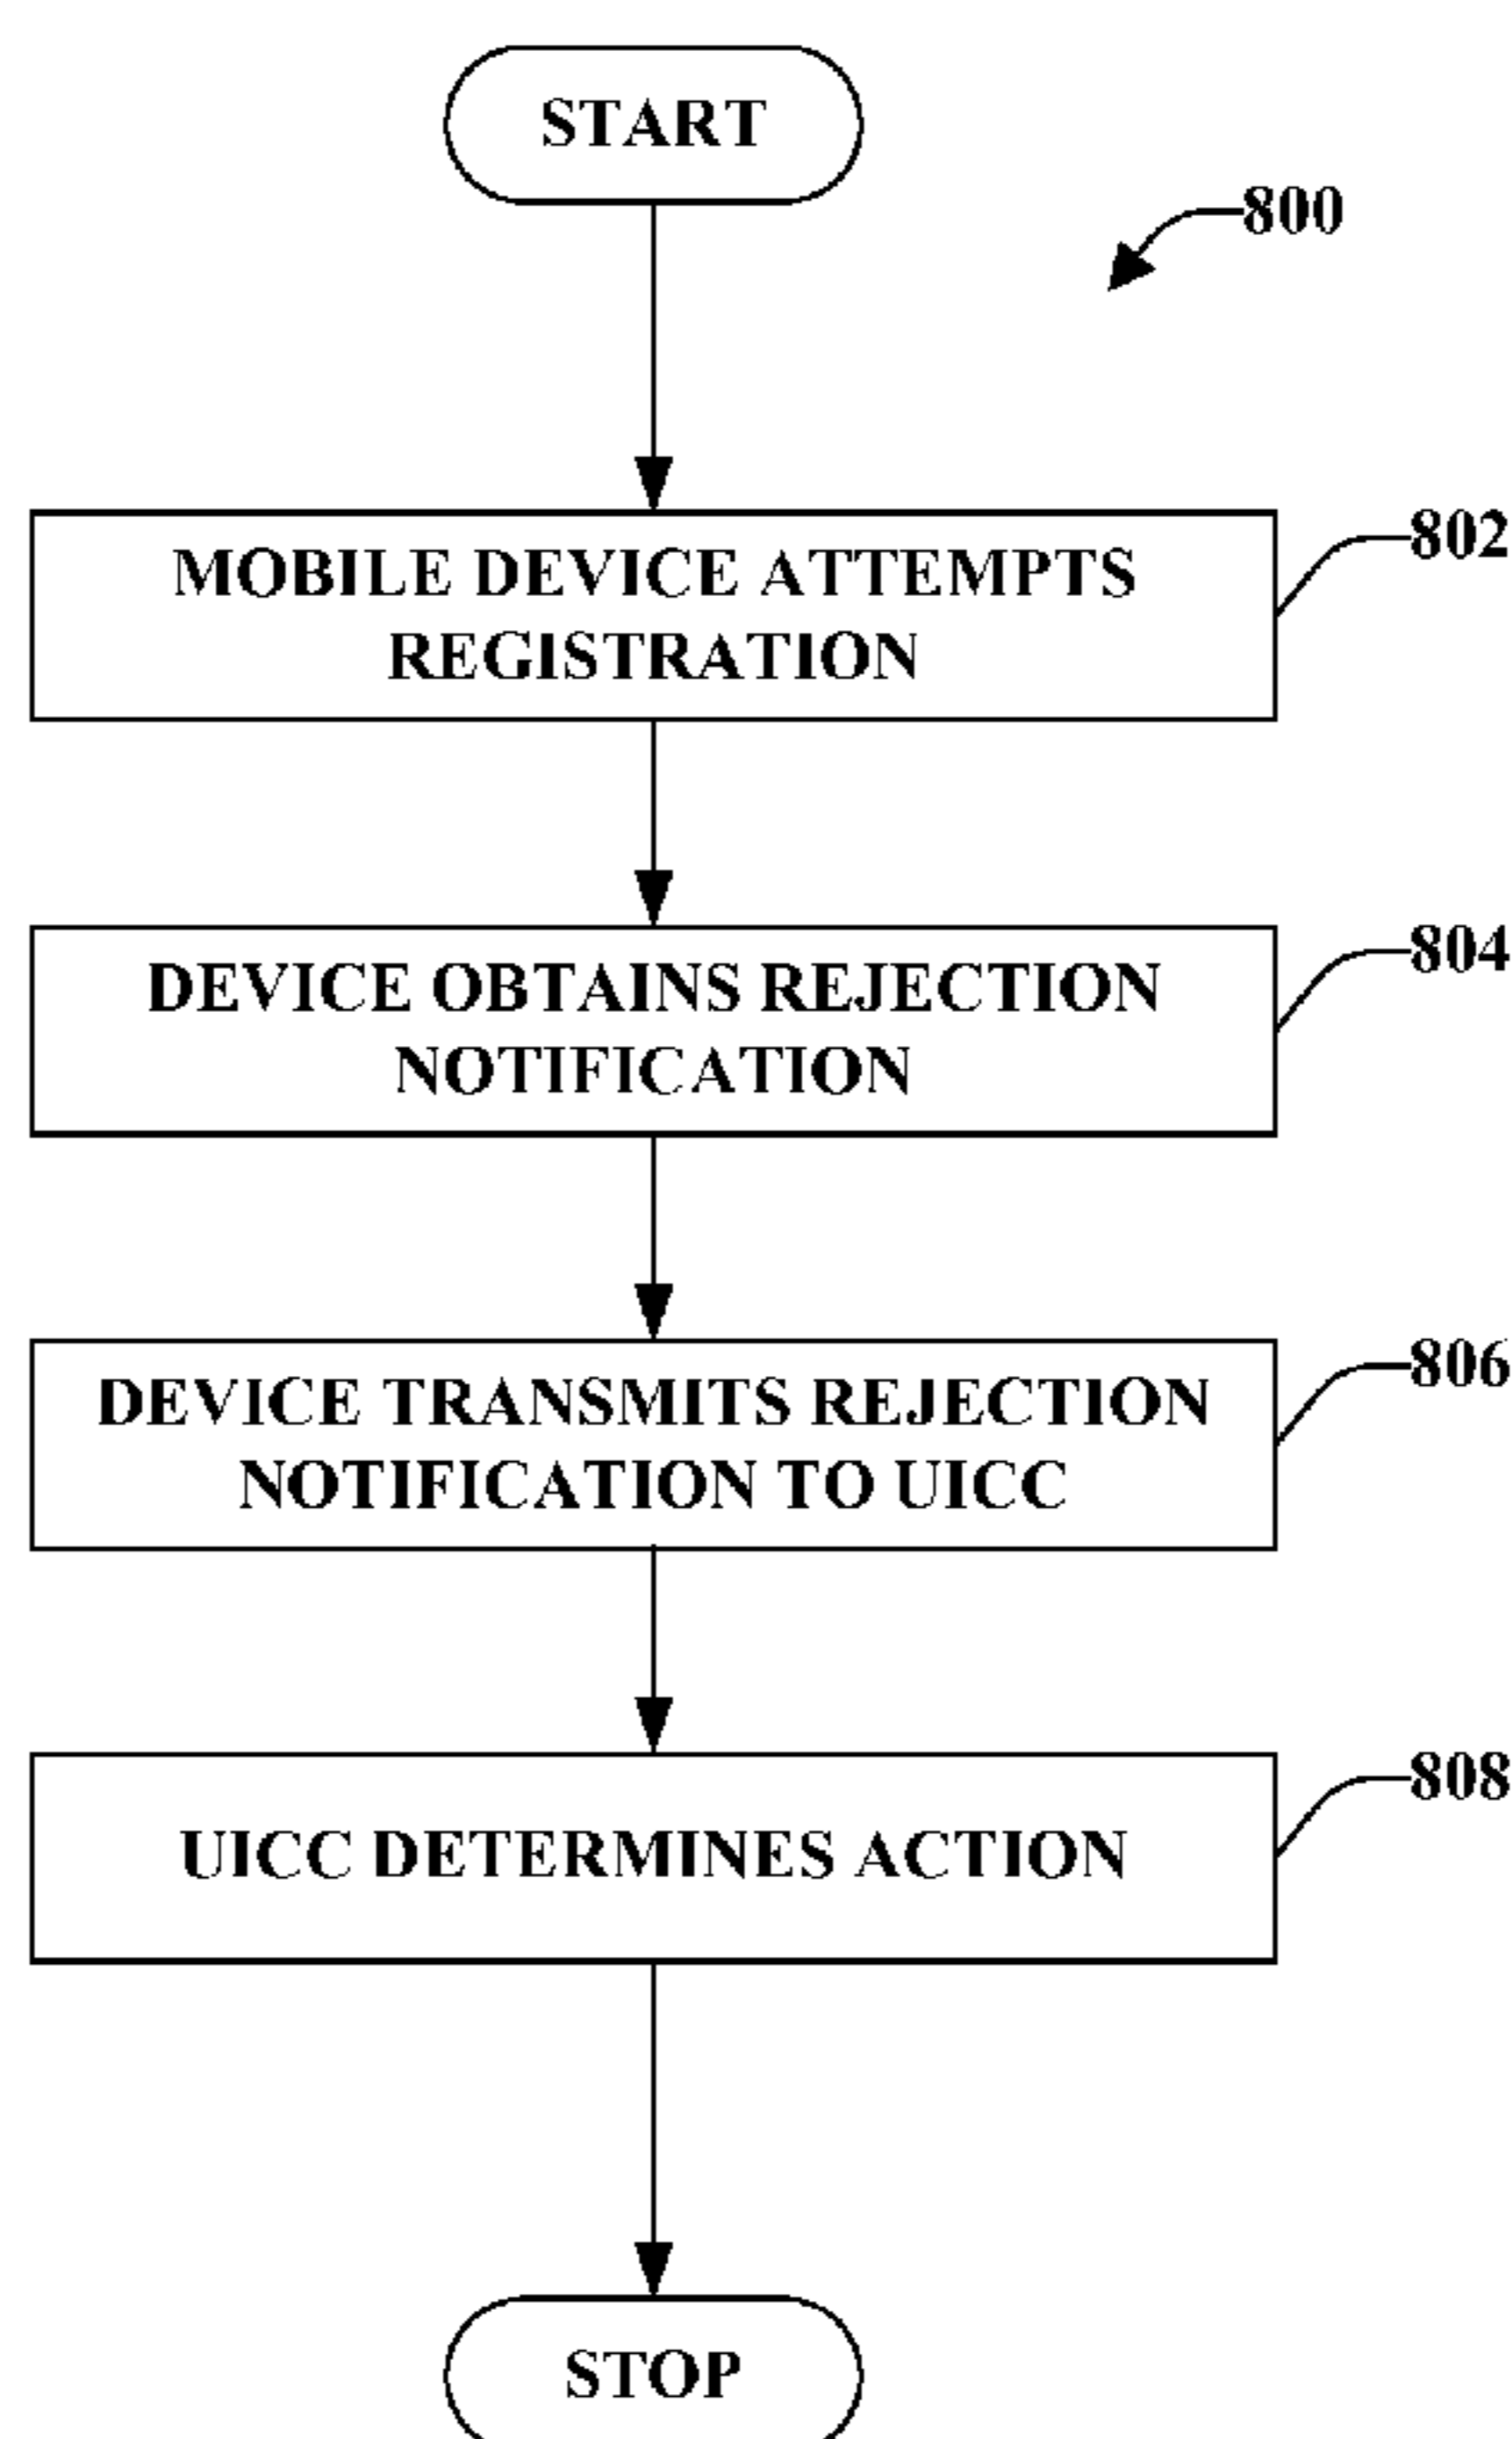 START
800
MOBILE DEVICE ATTEMPTS
REGISTRATION
802
DEVICE OBTAINS REJECTION
NOTIFICATION
804
DEVICE TRANSMITS REJECTION
NOTIFICATION TO UICC
806
UICC DETERMINES ACTION
808
STOP